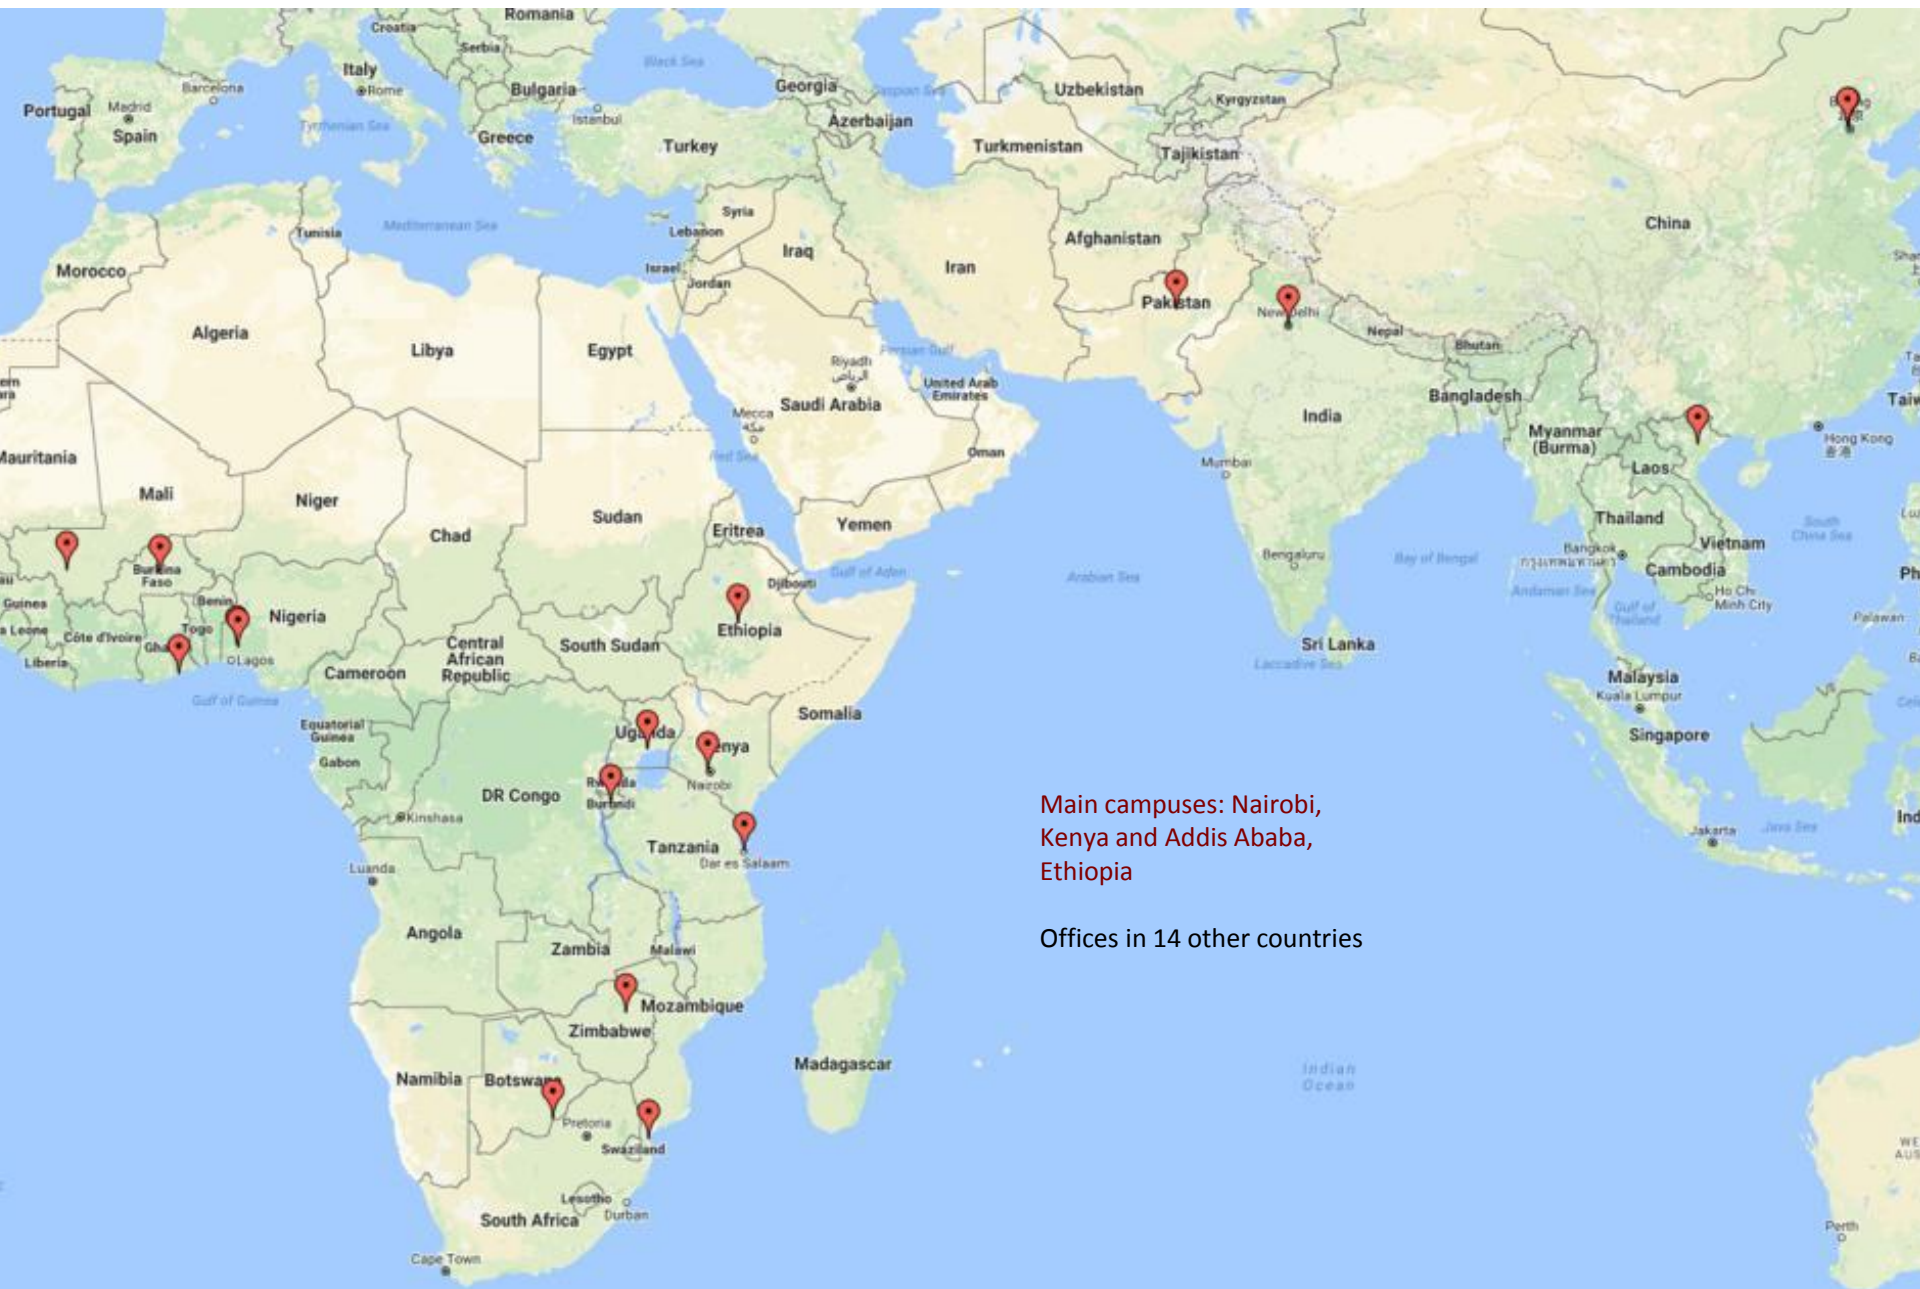 Romania
Croatia
Serbia
Black Sea
Italy
Rome
Barcelona
Bulgaria
Georgia
Caspian Sea
Uzbekistan
Kyrgyzstan
Portugal
Madrid
Spain
Tyrrhenian Sea
Istanbul
Greece
Turkey
Azerbaijan
Turkmenistan
Tajikistan
Syria
Mediterranean Sea
Tunisia
Lebanon
Iraq
Afghanistan
China
Morocco
Israel
Jordan
Iran
Pakistan
New Delhi
Algeria
Libya
Egypt
Nepal
Bhutan
Persian Gulf
Riyadh
الرياض
United Arab
Emirates
Saudi Arabia
Mecca
مكة
Bangladesh
India
Taiw
Myanmar
(Burma)
Hong Kong
香港
Red Sea
Oman
Mumbai
Laos
Mauritania
Mali
Niger
Chad
Sudan
Eritrea
Yemen
Thailand
South
China Sea
Vietnam
Bengaluru
Bay of Bengal
Bangkok
Cambodia
Burkina
Faso
Djibouti
Gulf of Aden
Arabian Sea
Andaman Sea
Ho Chi
Minh City
Gulf of
Thailand
Guinea
Benin
Nigeria
Ethiopia
Palawan
a Leone
Côte d'Ivoire
Togo
Central
African
Republic
South Sudan
Sri Lanka
Liberia
Lagos
Cameroon
Laccadive Sea
Malaysia
Kuala Lumpur
Gulf of Guinea
Equatorial
Guinea
Somalia
Uganda
Singapore
Gabon
Kenya
Nairobi
DR Congo
Rwanda
Burundi
Kinshasa
Main campuses: Nairobi,
Kenya and Addis Ababa,
Ethiopia
Jakarta
Java Sea
Tanzania
Dar es Salaam
Luanda
Angola
Zambia
Malawi
Offices in 14 other countries
Mozambique
Zimbabwe
Madagascar
Indian
Ocean
Namibia
Botswana
Pretoria
Swaziland
Lesotho
Durban
South Africa
Cape Town
Perth